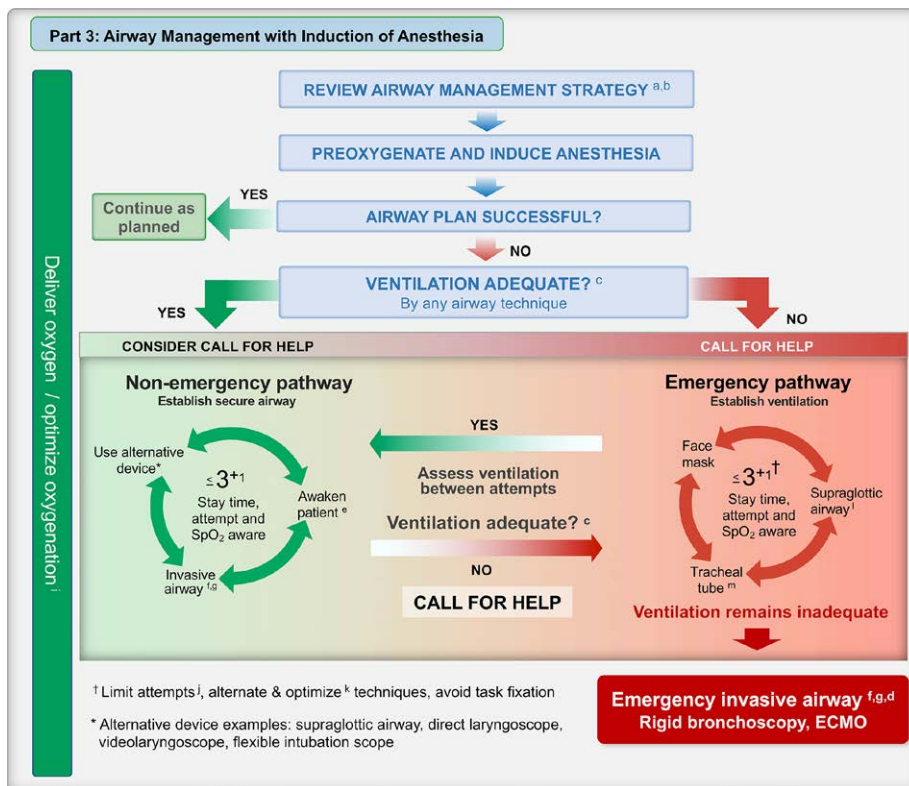 Part 3: Airway Management with Induction of Anesthesia
Deliver oxygen / optimize oxygenation i
REVIEW AIRWAY MANAGEMENT STRATEGY a,b
PREOXYGENATE AND INDUCE ANESTHESIA
AIRWAY PLAN SUCCESSFUL?
YES
Continue as
planned
NO
VENTILATION ADEQUATE? c
By any airway technique
YES
NO
CONSIDER CALL FOR HELP
CALL FOR HELP
Non-emergency pathway
Establish secure airway
Use alternative
device*
≤ 3+1
Stay time,
attempt and
SpO2 aware
Awaken
patient e
Invasive
airway f,g
YES
Assess ventilation
between attempts
Ventilation adequate? c
NO
CALL FOR HELP
Emergency pathway
Establish ventilation
Face
mask
≤ 3+1†
Stay time,
attempt and
SpO2 aware
Supraglottic
airway l
Tracheal
tube m
Ventilation remains inadequate
Emergency invasive airway f,g,d
Rigid bronchoscopy, ECMO
† Limit attempts j, alternate & optimize k techniques, avoid task fixation
* Alternative device examples: supraglottt airway, direct laryngoscope,
videolaryngoscope, flexible intubation scope